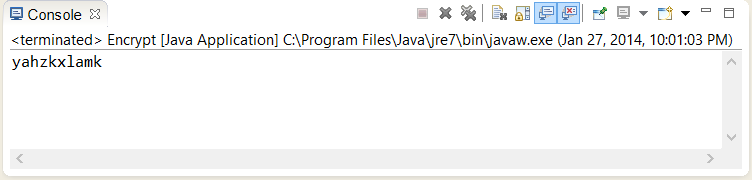 Console
<terminated> Encrypt [Java Application] C:\Program Files\Java\jre7\bin\javaw.exe (Jan 27, 2014, 10:01:03 PM)
yahzkxlamk